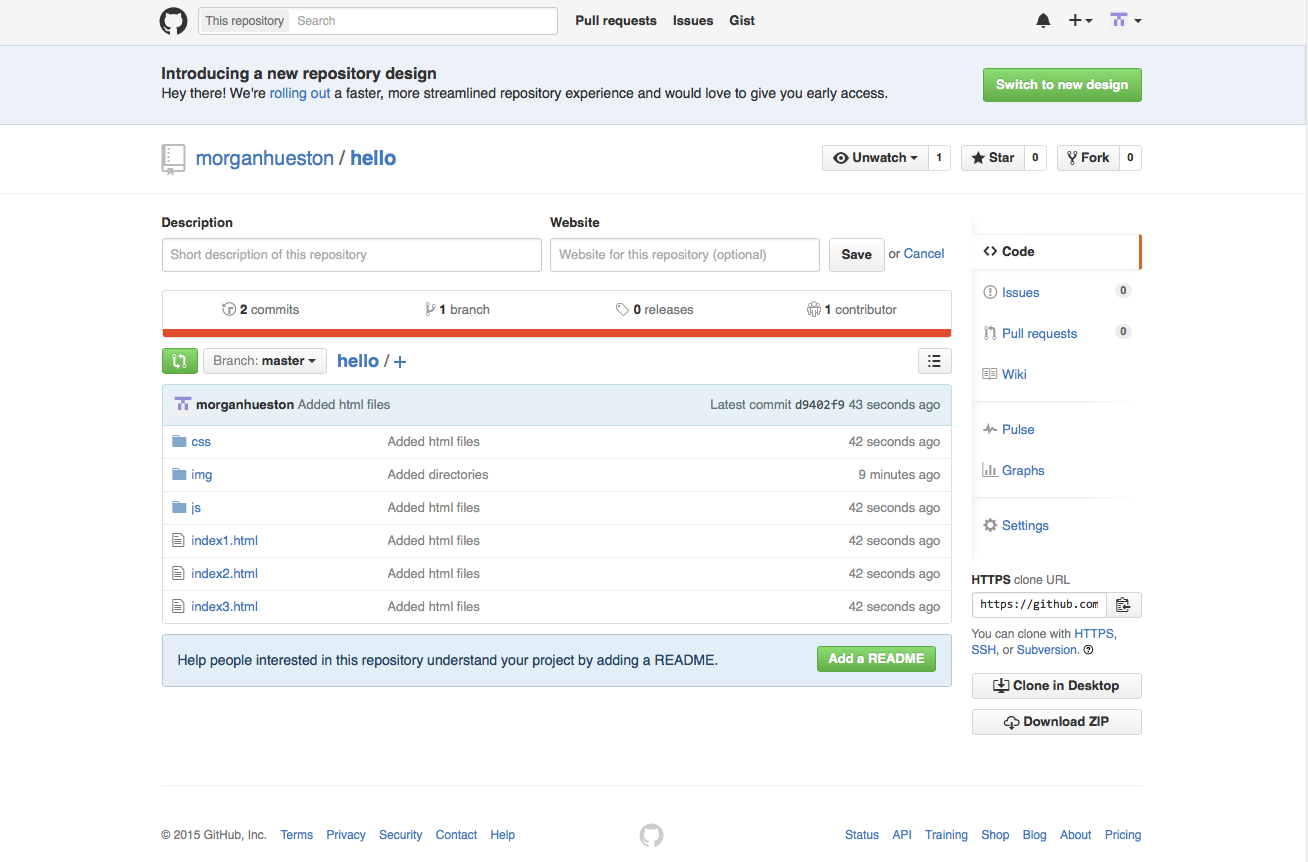 This repository Search Pull requests Issues Gist
Introducing a new repository design
Hey there! We're rolling out a faster, more streamlined repository experience and would love to give you early access.
Switch to new design
morganhueston / hello
Unwatch 1 Star 0 Fork 0
Description Website
Short description of this repository Website for this repository (optional) Save or Cancel
2 commits 1 branch 0 releases 1 contributor
Branch: master hello / +
morganhueston Added html files Latest commit d9402f9 43 seconds ago
css Added html files 42 seconds ago
img Added directories 9 minutes ago
js Added html files 42 seconds ago
index1.html Added html files 42 seconds ago
index2.html Added html files 42 seconds ago
index3.html Added html files 42 seconds ago
Help people interested in this repository understand your project by adding a README. Add a README
Code
Issues 0
Pull requests 0
Wiki
Pulse
Graphs
Settings
HTTPS clone URL
https://github.com
You can clone with HTTPS,
SSH, or Subversion.
Clone in Desktop
Download ZIP
© 2015 GitHub, Inc. Terms Privacy Security Contact Help Status API Training Shop Blog About Pricing